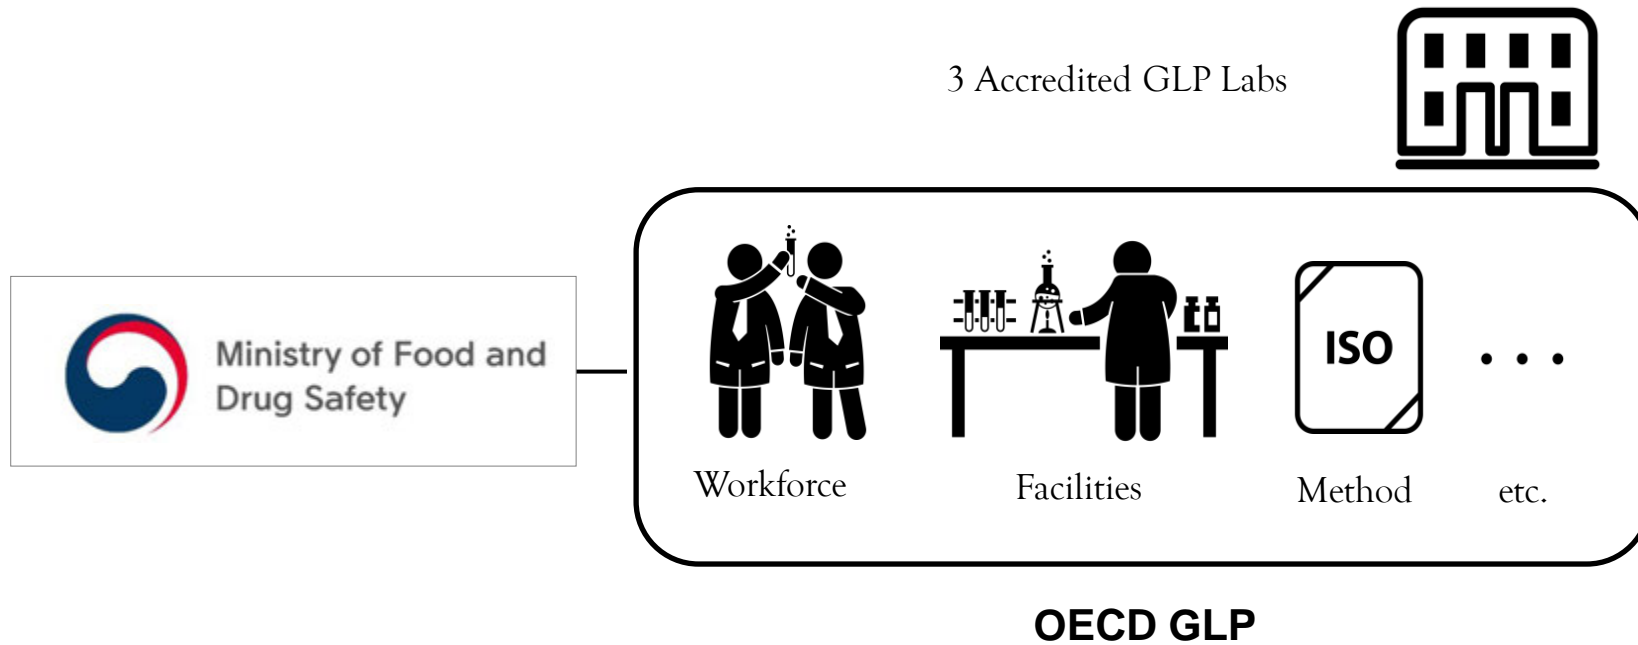 3 Accredited GLP Labs
Ministry of Food and
Drug Safety
ISO
. . .
Workforce
Facilities
Method
etc.
OECD GLP